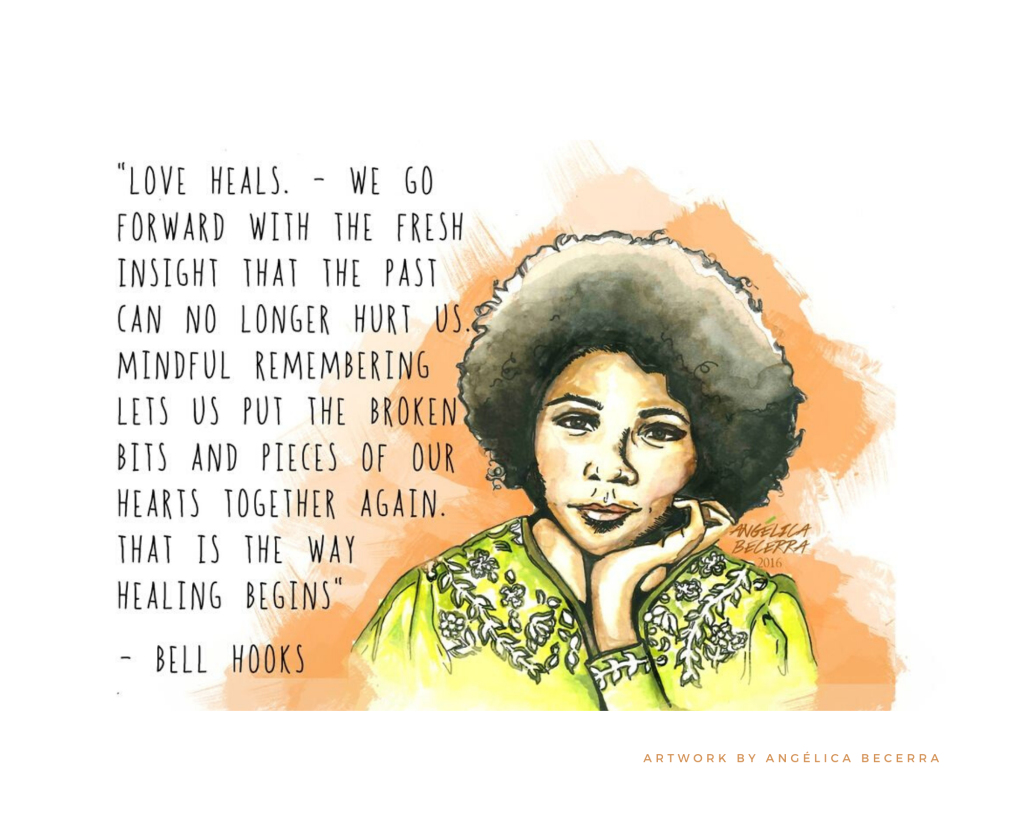 "LOVE HEALS. - WE GO
FORWARD WITH THE FRESH
INSIGHT THAT THE PAST
CAN NO LONGER HURT US.
MINDFUL REMEMBERING
LETS US PUT THE BROKEN
BITS AND PIECES OF OUR
HEARTS TOGETHER AGAIN.
THAT IS THE WAY
HEALING BEGINS"
- BELL HOOKS
ANGÉLICA
BECERRA
2016
ARTWORK BY ANGÉLICA BECERRA